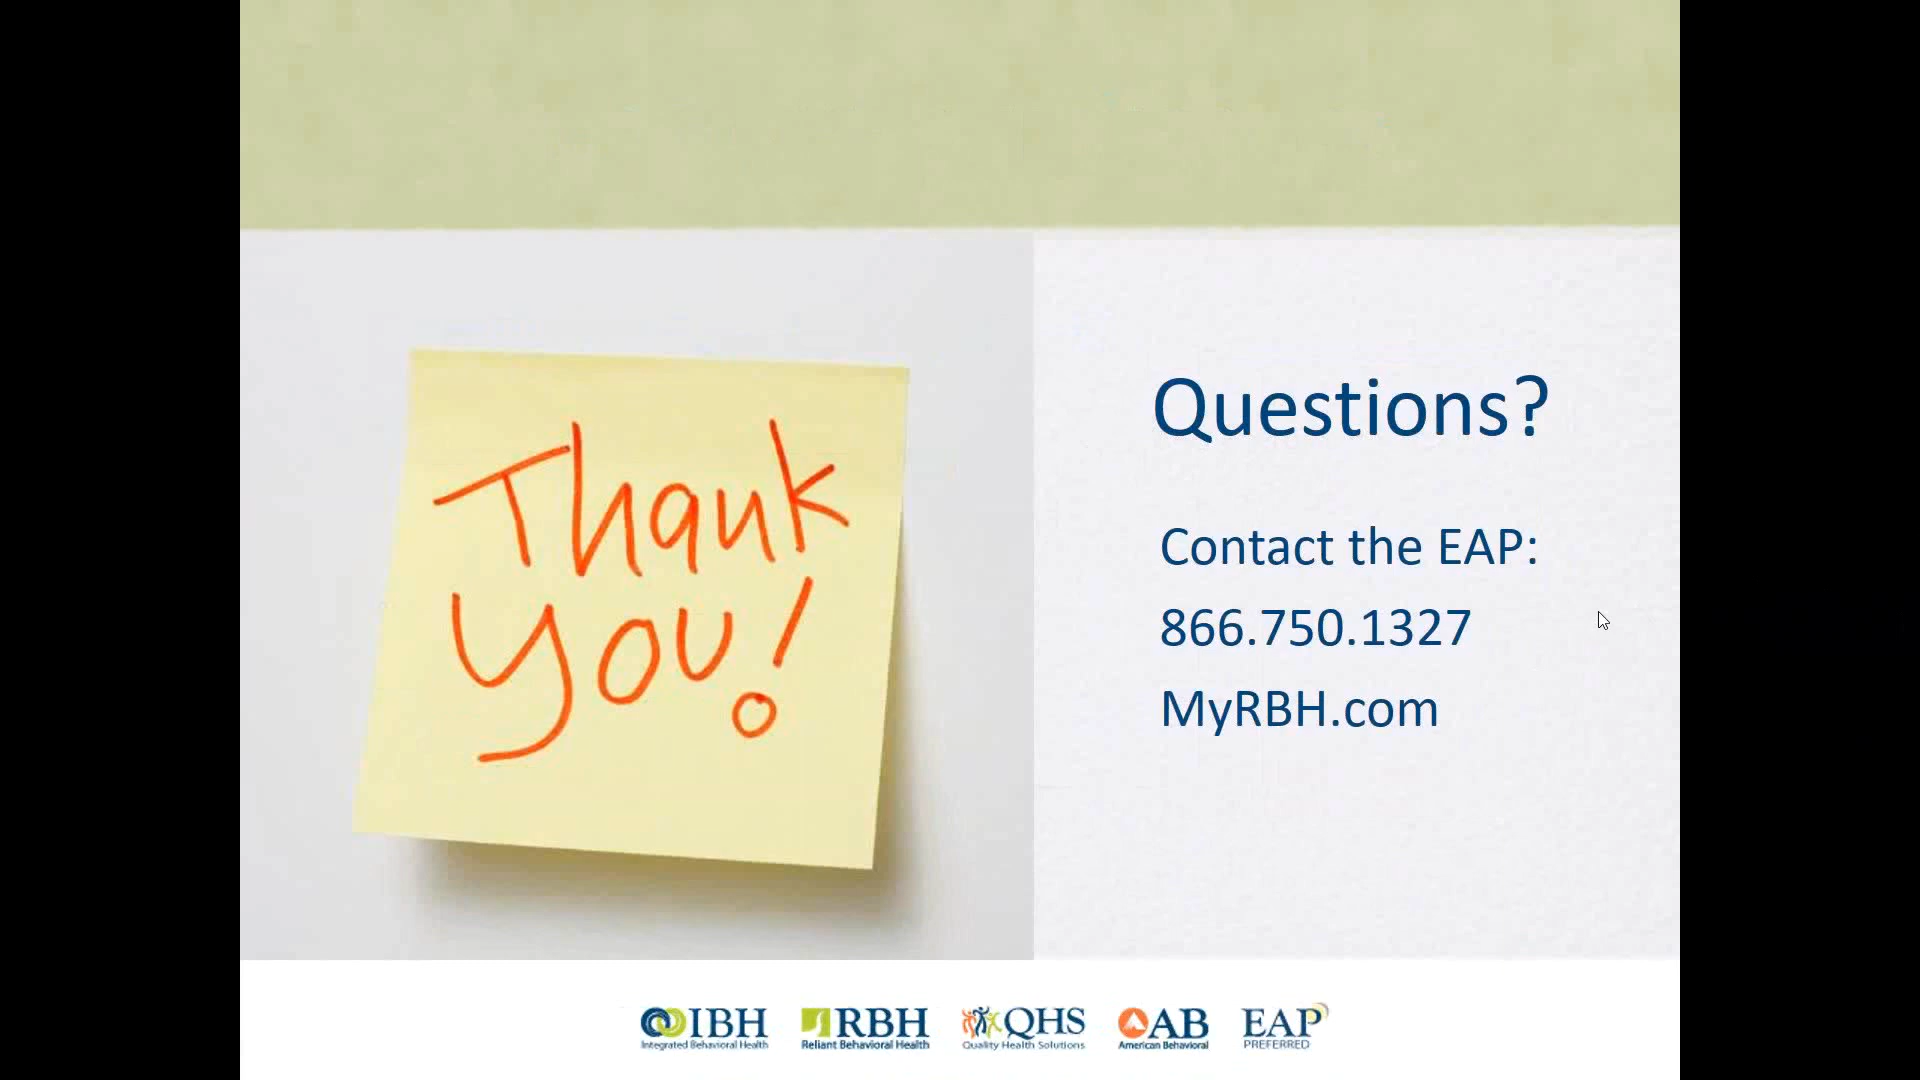 Thank
you!
Questions?
Contact the EAP:
866.750.1327
MyRBH.com
IBH
Integrated Behavioral Health
RBH
Reliant Behavioral Health
QHS
Quality Health Solutions
AB
American Behavioral
EAP
PREFERRED